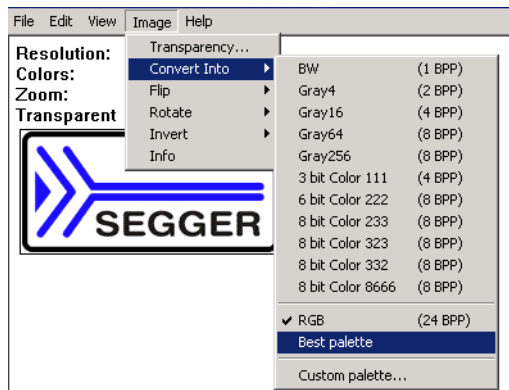 File Edit View Image Help
Resolution:
Colors:
Zoom:
Transparent
Transparency...
Convert Into
Flip
Rotate
Invert
Info
BW (1 BPP)
Gray4 (2 BPP)
Gray16 (4 BPP)
Gray64 (8 BPP)
Gray256 (8 BPP)
3 bit Color 111 (4 BPP)
6 bit Color 222 (8 BPP)
8 bit Color 233 (8 BPP)
8 bit Color 323 (8 BPP)
8 bit Color 332 (8 BPP)
8 bit Color 8666 (8 BPP)
RGB (24 BPP)
Best palette
Custom palette...
SEGGER